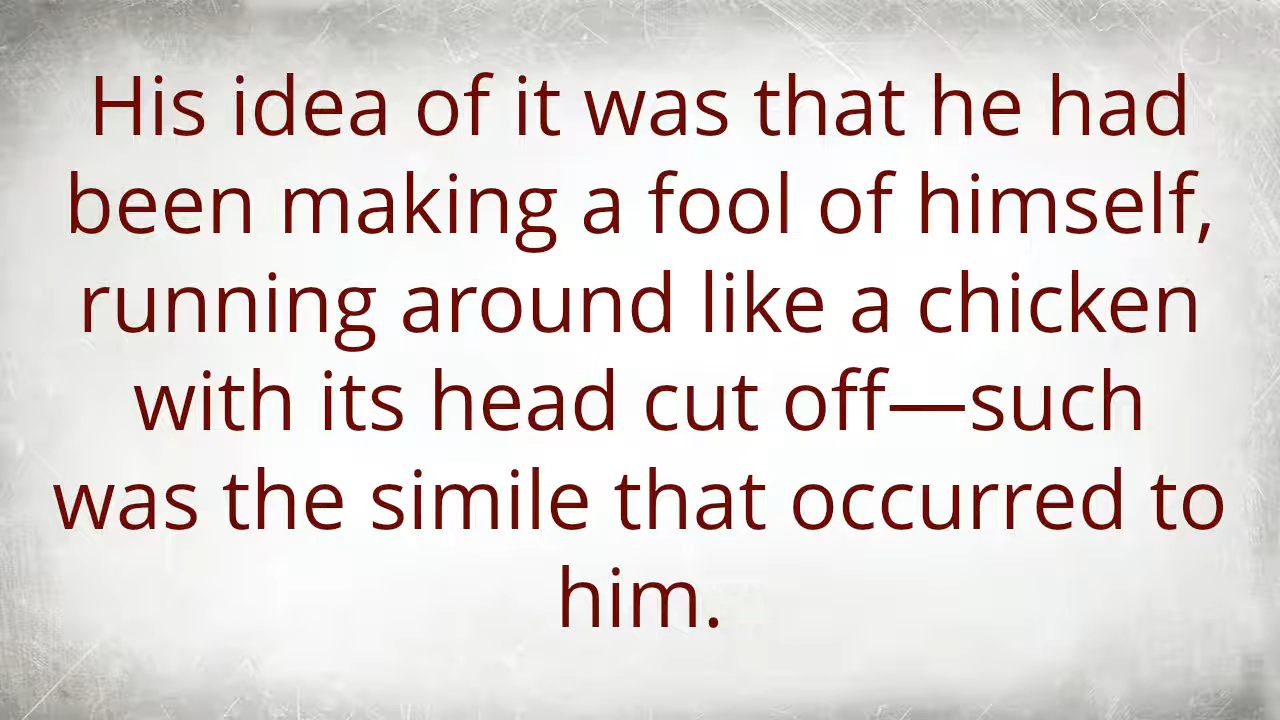 His idea of it was that he had
been making a fool of himself,
running around like a chicken
with its head cut off—such
was the simile that occurred to
him.